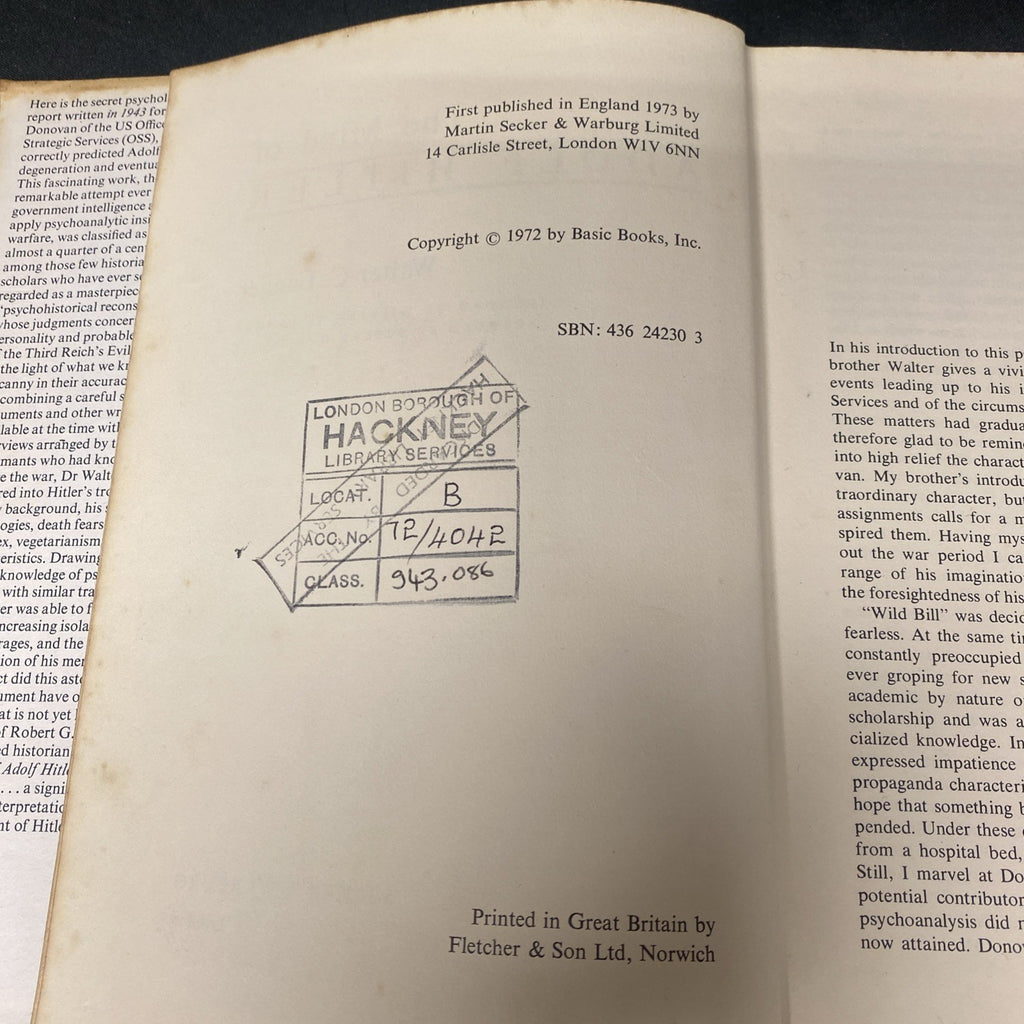 Here is the secret psychol
report written in 1943 for
Donovan of the US Offic
Strategic Services (OSS),
correctly predicted Adolf
degeneration and eventua
This fascinating work, th
remarkable attempt ever
government intelligence a
apply psychoanalytic insi
warfare, was classified as
almost a quarter of a cen
among those few historia
scholars who have ever s
regarded as a masterpiec
'psychohistorical recons
whose judgments concer
ersonality and probable
f the Third Reich's Evil
the light of what we kn
canny in their accurac
combining a careful s
uments and other wr
lable at the time with
views arranged by t
mants who had kno
e the war, Dr Walt
red into Hitler's tro
background, his s
ogies, death fears
ex, vegetarianism
eristics. Drawing
knowledge of ps
with similar tra
er was able to f
ncreasing isola
rages, and the
ion of his mer
ct did this ast
ument have o
at is not yet
f Robert G.
d historian
Adolf Hitle
... a signi
terpretatio
nt of Hitle
First published in England 1973 by
Martin Secker & Warburg Limited
14 Carlisle Street, London W1V 6NN
Copyright © 1972 by Basic Books, Inc.
SBN: 436 24230 3
LONDON BOROUGH OF
HACKNEY
LIBRARY SERVICES
LOCAT. B
ACC. No. 72/4042
CLASS. 943.086
Printed in Great Britain by
Fletcher & Son Ltd, Norwich
In his introduction to this p
brother Walter gives a vivi
events leading up to his i
Services and of the circums
These matters had gradua
therefore glad to be remin
into high relief the charact
van. My brother's introdu
traordinary character, but
assignments calls for a m
spired them. Having mys
out the war period I ca
range of his imaginatio
the foresightedness of his
"Wild Bill" was decid
fearless. At the same tir
constantly preoccupied
ever groping for new s
academic by nature o
scholarship and was a
cialized knowledge. In
expressed impatience
propaganda characteri
hope that something b
pended. Under these c
from a hospital bed,
Still, I marvel at Do
potential contributor
psychoanalysis did n
now attained. Dono